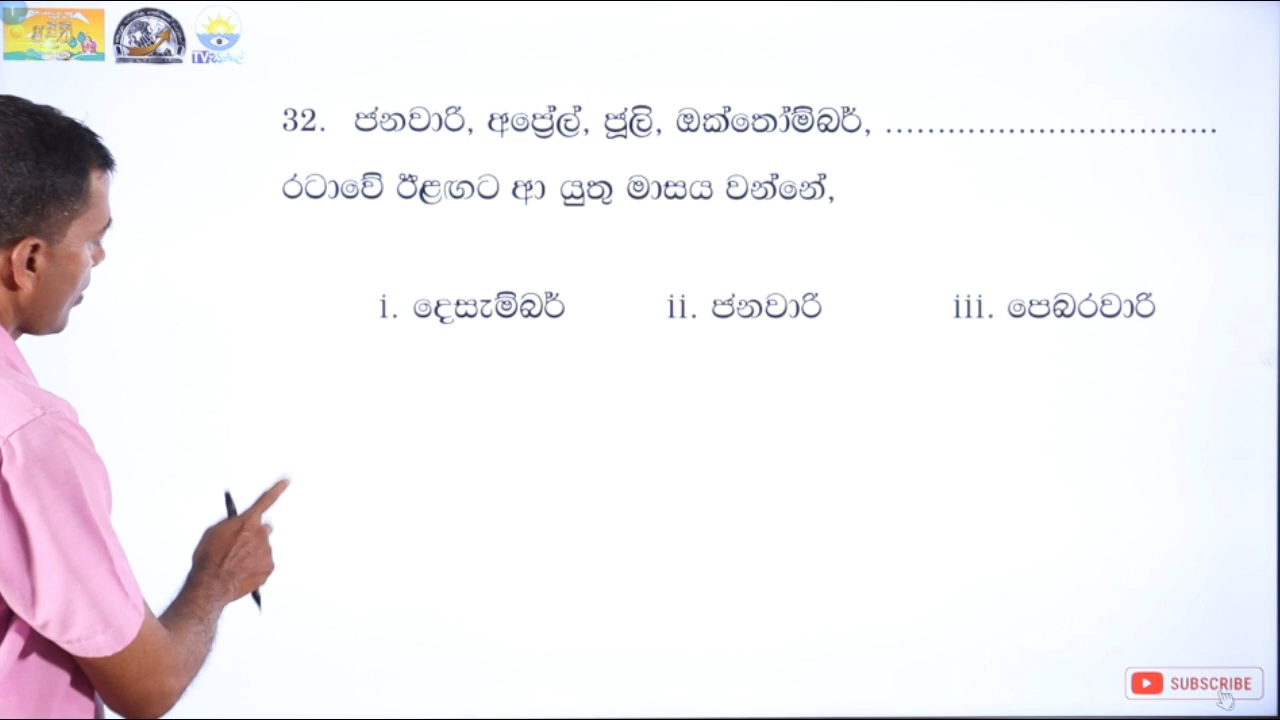 32. ජනවාරි, අප්‍රේල්, ජූලි, ඔක්තෝම්බර්, ................................
රටාවේ ඊළඟට ආ යුතු මාසය වන්නේ,
i. දෙසැම්බර් ii. ජනවාරි iii. පෙබරවාරි
SUBSCRIBE